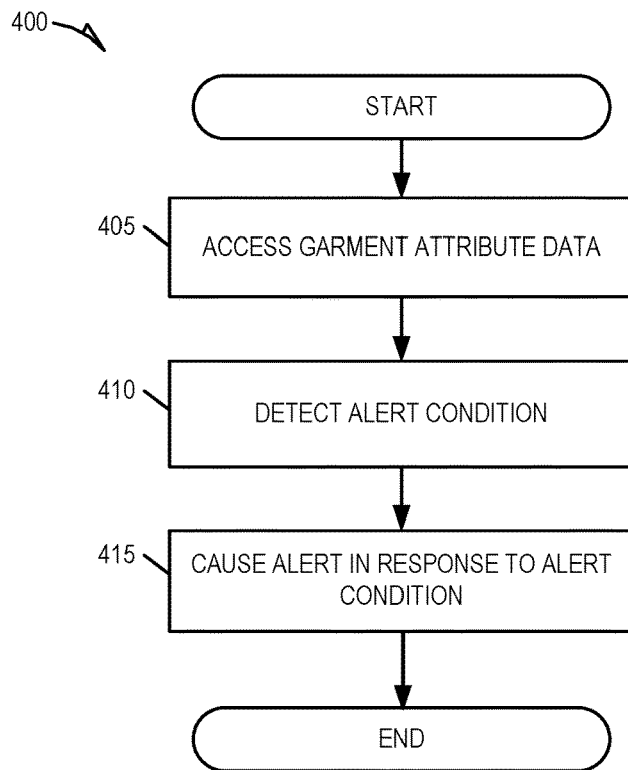 400
START
405
ACCESS GARMENT ATTRIBUTE DATA
410
DETECT ALERT CONDITION
415
CAUSE ALERT IN RESPONSE TO ALERT
CONDITION
END